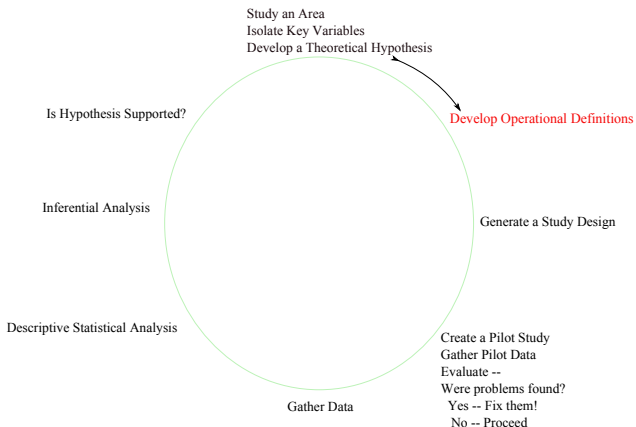 Study an Area
Isolate Key Variables
Develop a Theoretical Hypothesis
Develop Operational Definitions
Generate a Study Design
Create a Pilot Study
Gather Pilot Data
Evaluate --
Were problems found?
Yes -- Fix them!
No -- Proceed
Gather Data
Descriptive Statistical Analysis
Inferential Analysis
Is Hypothesis Supported?